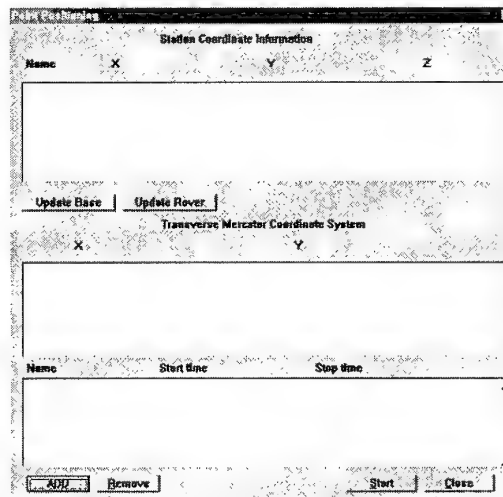 Point Positioning
Station Coordinate Information
Name X Y Z
Update Base Update Rover
Transverse Mercator Coordinate System
X Y
Name Start time Stop time
ADD Remove Start Close